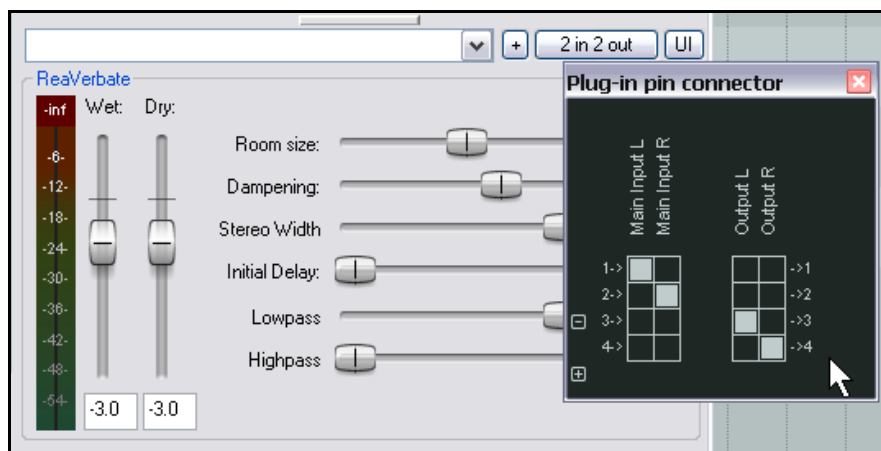 +
2 in 2 out
UI
ReaVerbate
-inf
-6-
-12-
-18-
-24-
-30-
-36-
-42-
-48-
-54-
Wet:
Dry:
-3.0
-3.0
Room size:
Dampening:
Stereo Width
Initial Delay:
Lowpass
Highpass
Plug-in pin connector
Main Input L
Main Input R
Output L
Output R
1->
2->
3->
4->
->1
->2
->3
->4